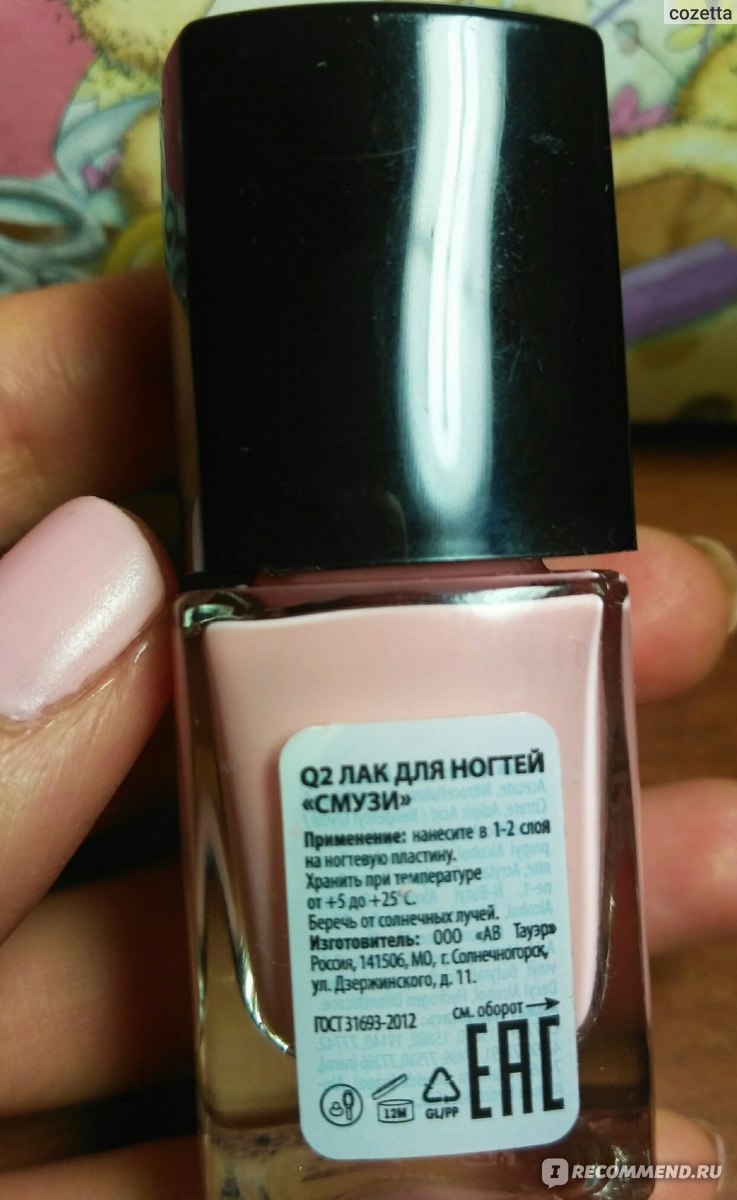 cozetta
Q2 ЛАК ДЛЯ НОГТЕЙ
«СМУЗИ»
Применение: нанесите в 1-2 слоя
на ногтевую пластину.
Хранить при температуре
от +5 до +25°С.
Беречь от солнечных лучей.
Изготовитель: ООО «АВ Тауэр»
Россия, 141506, МО, г. Солнечногорск,
ул. Дзержинского, д. 11.
см. оборот
ГОСТ 31693-2012
EAC
12M
GL/PP
IRECOMMEND.RU